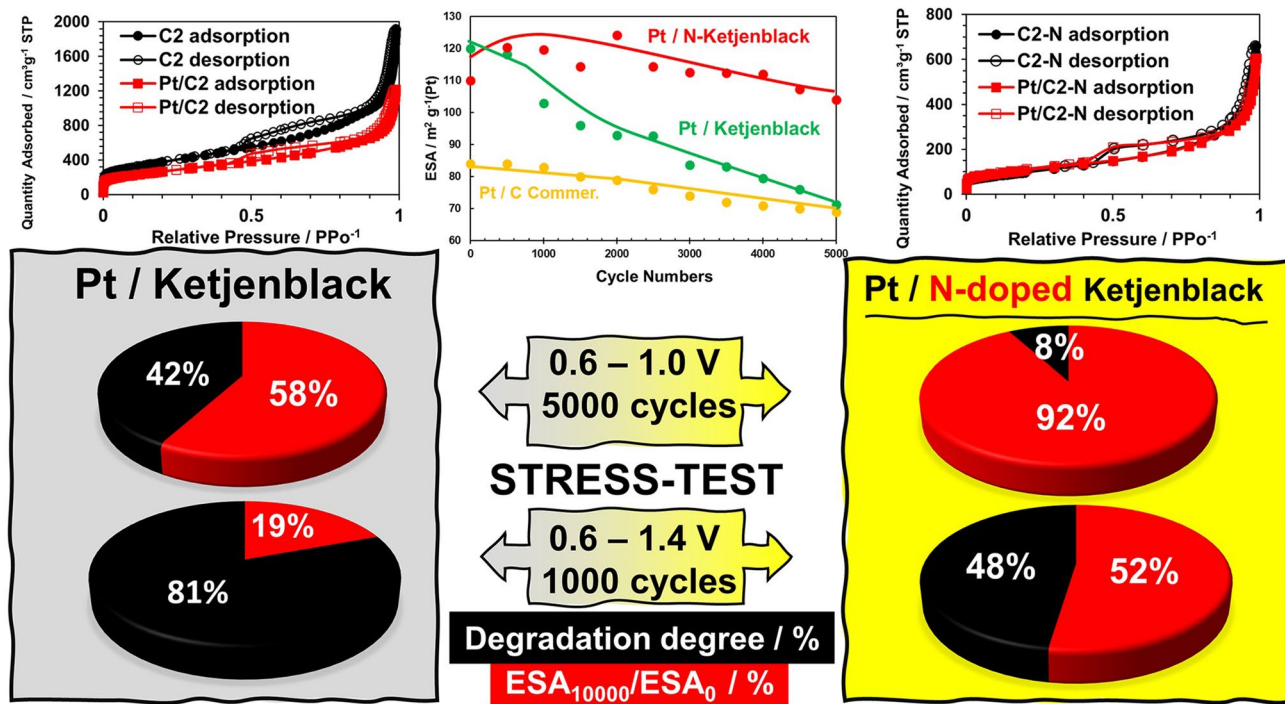 2000
1600
1200
800
400
0
Quantity Adsorbed / cm³g⁻¹ STP
C2 adsorption
C2 desorption
Pt/C2 adsorption
Pt/C2 desorption
0
0.5
1
Relative Pressure / PPo⁻¹
130
120
110
100
90
80
70
60
ESA / m² g⁻¹(Pt)
Pt / N-Ketjenblack
Pt / Ketjenblack
Pt / C Commer.
0
1000
2000
3000
4000
5000
Cycle Numbers
800
600
400
200
0
Quantity Adsorbed / cm³g⁻¹ STP
C2-N adsorption
C2-N desorption
Pt/C2-N adsorption
Pt/C2-N desorption
0
0.5
1
Relative Pressure / PPo⁻¹
Pt / Ketjenblack
42%
58%
19%
81%
0.6 – 1.0 V
5000 cycles
STRESS-TEST
0.6 – 1.4 V
1000 cycles
Degradation degree / %
ESA₁₀₀₀₀/ESA₀ / %
Pt / N-doped Ketjenblack
8%
92%
48%
52%